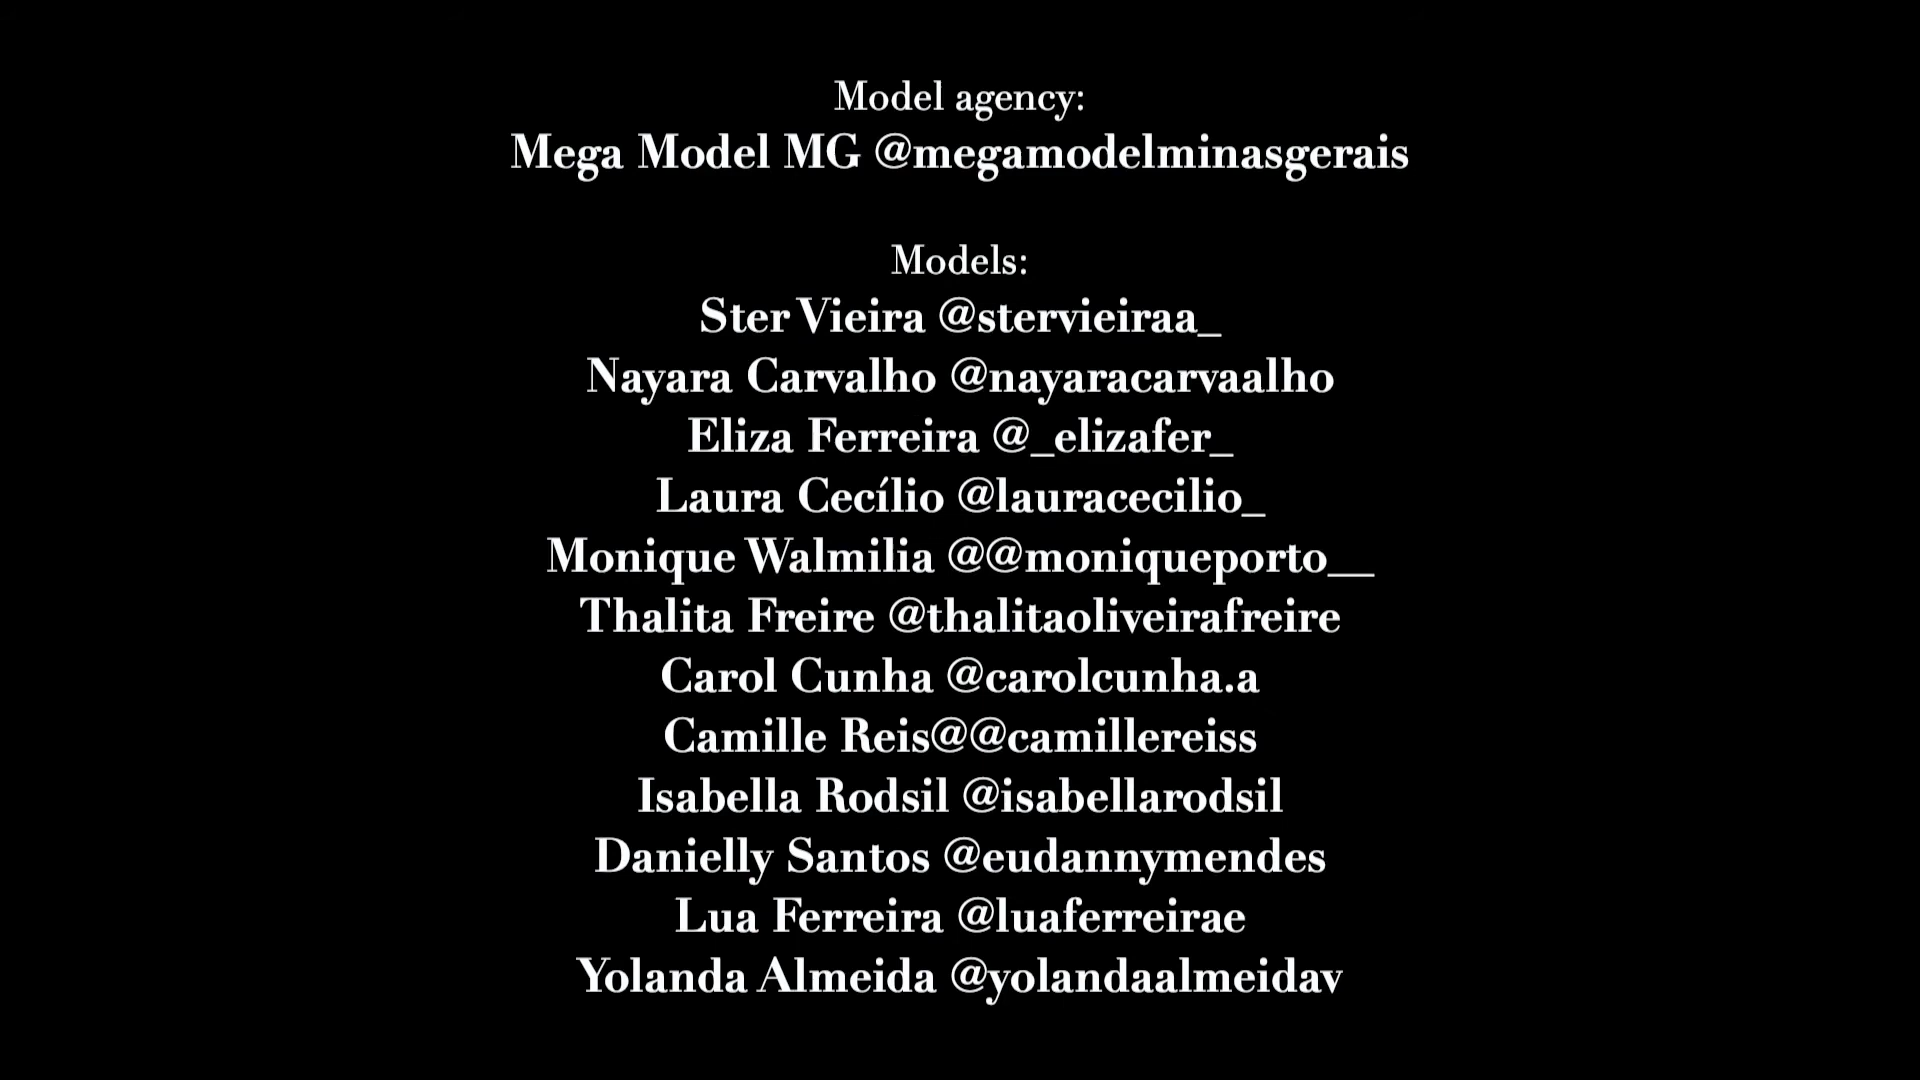 Model agency:
Mega Model MG @megamodelminasgerais
Models:
Ster Vieira @stervieiraa_
Nayara Carvalho @nayaracarvaalho
Eliza Ferreira @_elizafer_
Laura Cecílio @lauracecilio_
Monique Walmilia @@moniqueporto__
Thalita Freire @thalitaoliveirafreire
Carol Cunha @carolcunha.a
Camille Reis@@camillereiss
Isabella Rodsil @isabellarodsil
Danielly Santos @eudannymendes
Lua Ferreira @luaferreirae
Yolanda Almeida @yolandaalmeidav